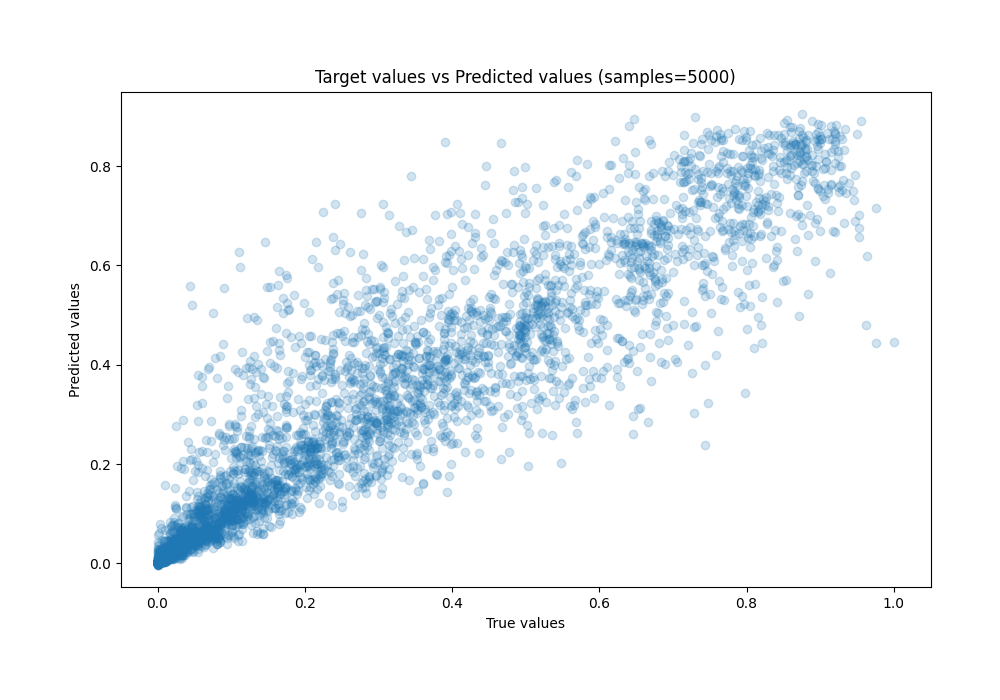 Target values vs Predicted values (samples=5000)
Predicted values
0.8
0.6
0.4
0.2
0.0
0.0 0.2 0.4 0.6 0.8 1.0
True values